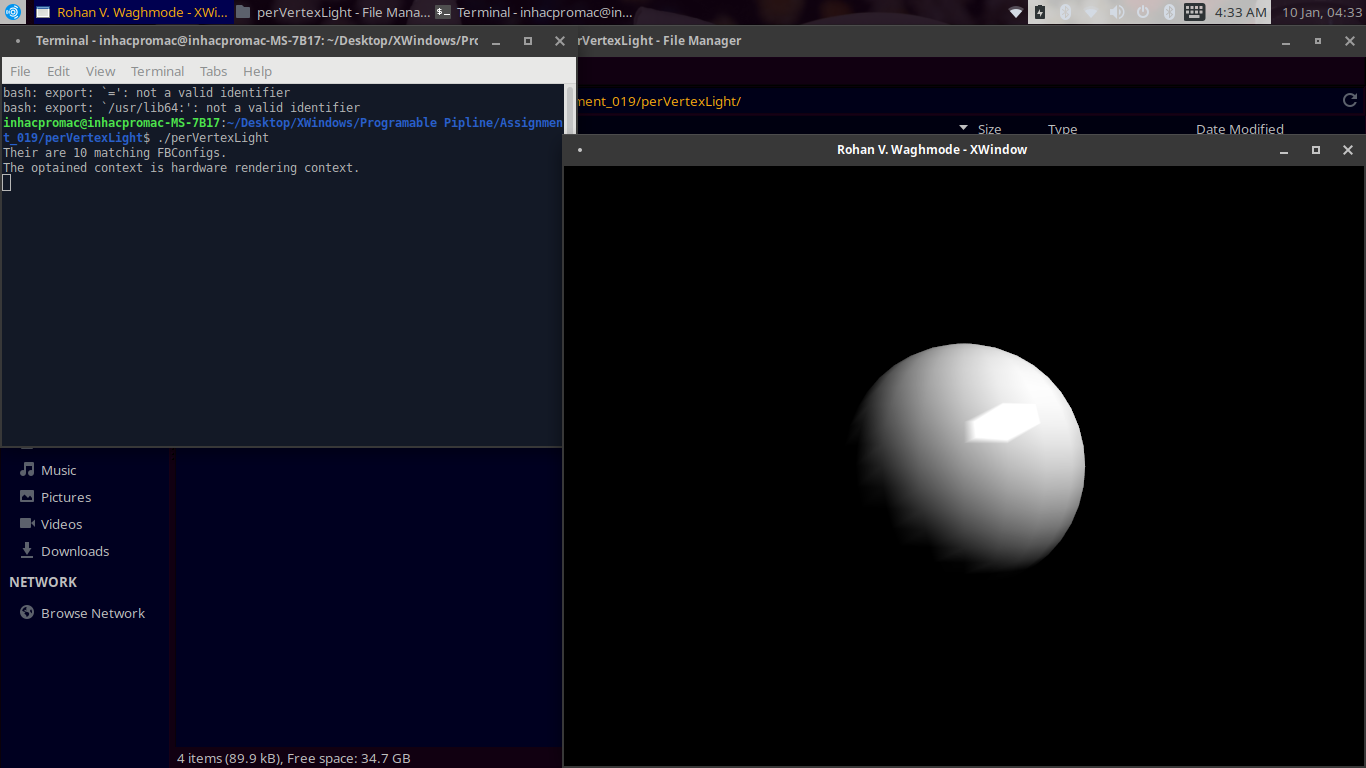 Rohan V. Waghmode - XWi...
perVertexLight - File Mana...
Terminal - inhacpromac@in...
4:33 AM
10 Jan, 04:33
Terminal - inhacpromac@inhacpromac-MS-7B17: ~/Desktop/XWindows/Pro
rVertexLight - File Manager
File Edit View Terminal Tabs Help
bash: export: `=': not a valid identifier
bash: export: `/usr/lib64:': not a valid identifier
inhacpromac@inhacpromac-MS-7B17:~/Desktop/XWindows/Programable Pipline/Assignmen
t_019/perVertexLight$ ./perVertexLight
Their are 10 matching FBConfigs.
The optained context is hardware rendering context.
ment_019/perVertexLight/
Size Type Date Modified
Rohan V. Waghmode - XWindow
Music
Pictures
Videos
Downloads
NETWORK
Browse Network
4 items (89.9 kB), Free space: 34.7 GB